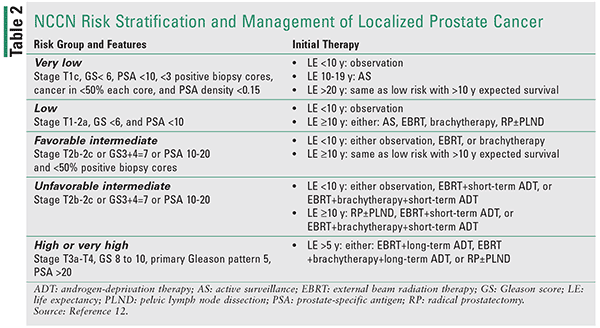 Table 2
NCCN Risk Stratification and Management of Localized Prostate Cancer
Risk Group and Features
Initial Therapy
Very low
Stage T1c, GS< 6, PSA <10, <3 positive biopsy cores,
cancer in <50% each core, and PSA density <0.15
• LE <10 y: observation
• LE 10-19 y: AS
• LE >20 y: same as low risk with >10 y expected survival
Low
Stage T1-2a, GS <6, and PSA <10
• LE <10 y: observation
• LE ≥10 y: either: AS, EBRT, brachytherapy, RP±PLND
Favorable intermediate
Stage T2b-2c or GS3+4=7 or PSA 10-20
and <50% positive biopsy cores
• LE <10 y: either observation, EBRT, or brachytherapy
• LE ≥10 y: same as low risk with >10 y expected survival
Unfavorable intermediate
Stage T2b-2c or GS3+4=7 or PSA 10-20
• LE <10 y: either observation, EBRT+short-term ADT, or
EBRT+brachytherapy+short-term ADT
• LE ≥10 y: RP±PLND, EBRT+short-term ADT, or
EBRT+brachytherapy+short-term ADT
High or very high
Stage T3a-T4, GS 8 to 10, primary Gleason pattern 5,
PSA >20
• LE >5 y: either: EBRT+long-term ADT, EBRT
+brachytherapy+long-term ADT, or RP±PLND
ADT: androgen-deprivation therapy; AS: active surveillance; EBRT: external beam radiation therapy; GS: Gleason score; LE:
life expectancy; PLND: pelvic lymph node dissection; PSA: prostate-specific antigen; RP: radical prostatectomy.
Source: Reference 12.